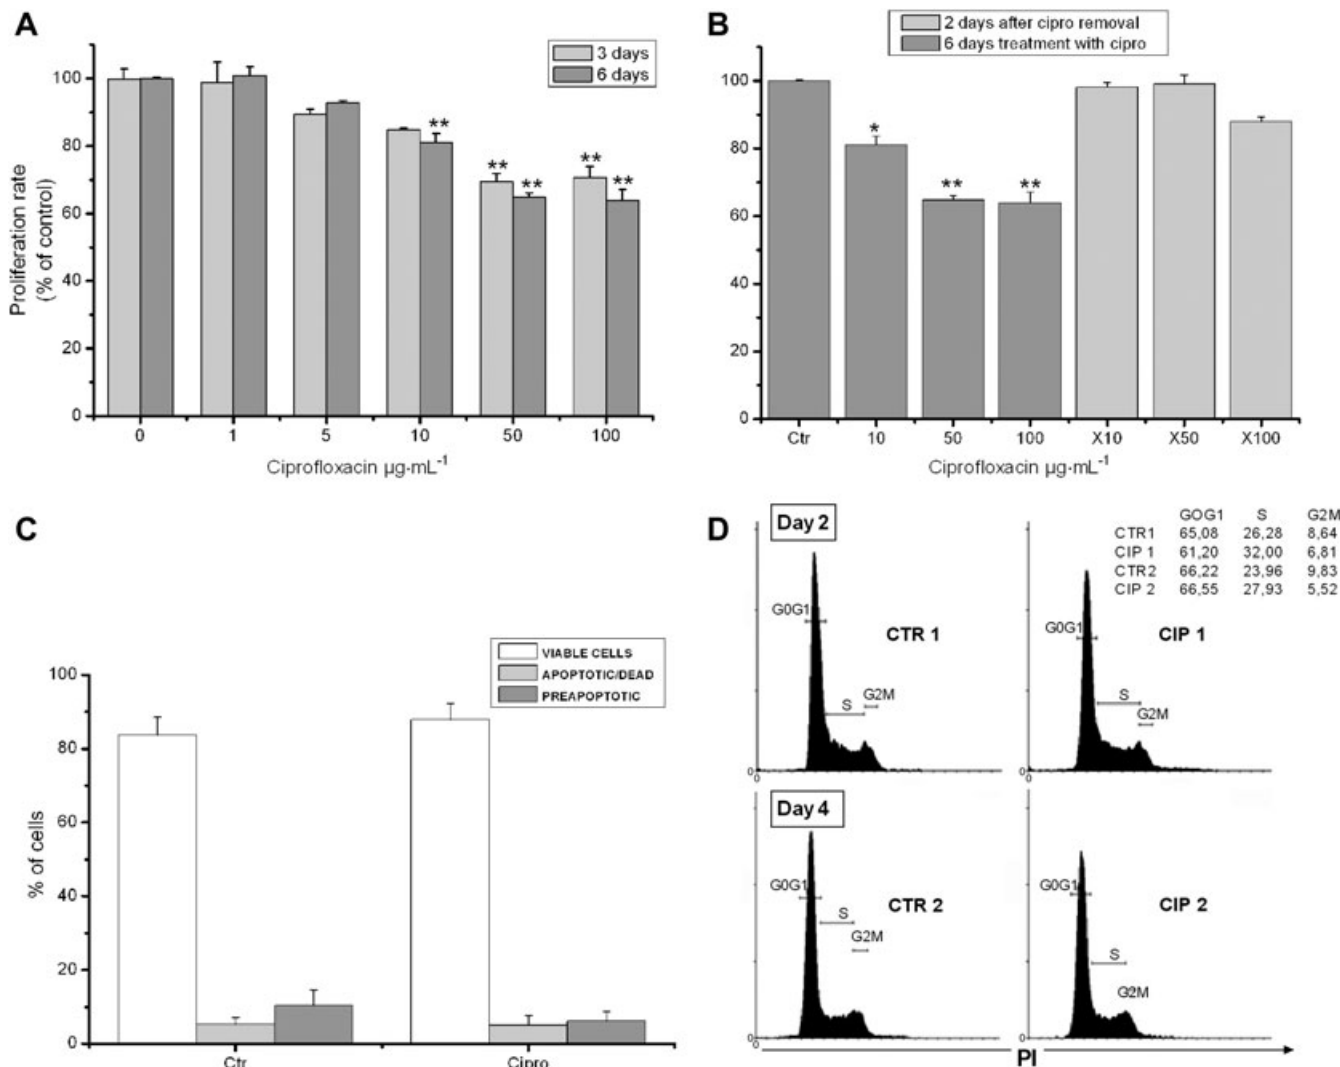 A
3 days
6 days
100
80
60
40
20
0
**
**
**
**
**
0 1 5 10 50 100
Proliferation rate
(% of control)
Ciprofloxacin µg·mL⁻¹
B
2 days after cipro removal
6 days treatment with cipro
100
80
60
40
20
0
*
**
**
Ctr 10 50 100 X10 X50 X100
Ciprofloxacin µg·mL⁻¹
C
VIABLE CELLS
APOPTOTIC/DEAD
PREAPOPTOTIC
100
80
60
40
20
0
% of cells
Ctr Cipro
D
Day 2
G0G1
S
G2M
CTR 1
0
GOG1 S G2M
CTR1 65,08 26,28 8,64
CIP 1 61,20 32,00 6,81
CTR2 66,22 23,96 9,83
CIP 2 66,55 27,93 5,52
G0G1
S
G2M
CIP 1
0
Day 4
G0G1
S
G2M
CTR 2
0
G0G1
S
G2M
CIP 2
0
PI